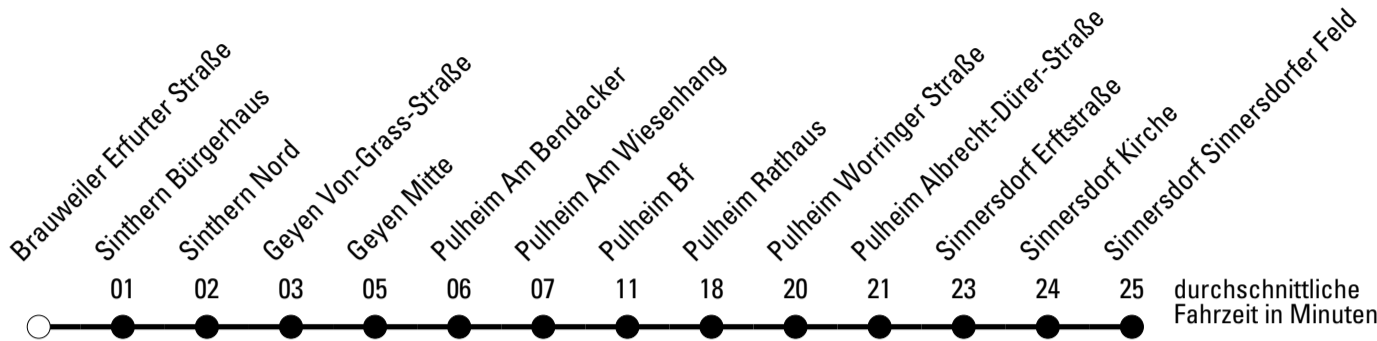 Brauweiler Erfurter Straße
Sinthern Bürgerhaus
Sinthern Nord
Geyen Von-Grass-Straße
Geyen Mitte
Pulheim Am Bendacker
Pulheim Am Wiesenhang
Pulheim Bf
Pulheim Rathaus
Pulheim Worringer Straße
Pulheim Albrecht-Dürer-Straße
Sinnersdorf Erftstraße
Sinnersdorf Kirche
Sinnersdorf Sinnersdorfer Feld
01 02 03 05 06 07 11 18 20 21 23 24 25 durchschnittliche
Fahrzeit in Minuten